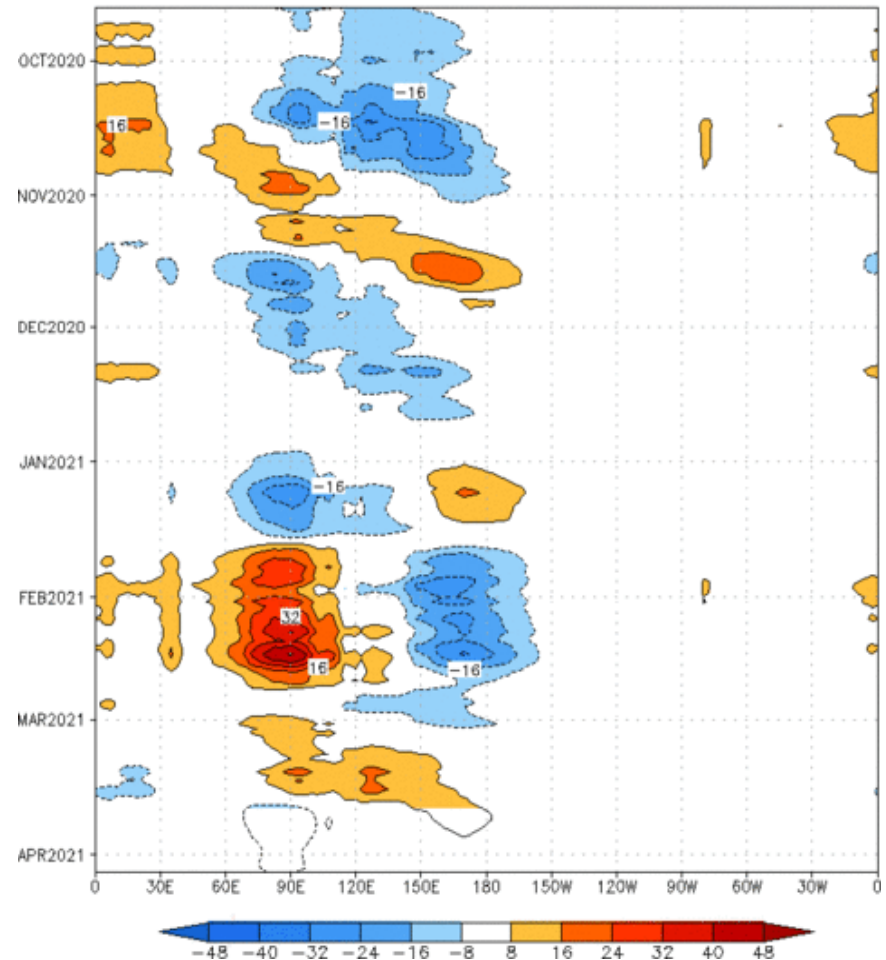 OCT2020
-16
16
-16
NOV2020
DEC2020
JAN2021
-16
FEB2021
32
16
-16
MAR2021
APR2021
0 30E 60E 90E 120E 150E 180 150W 120W 90W 60W 30W 0
-48 -40 -32 -24 -16 -8 8 16 24 32 40 48